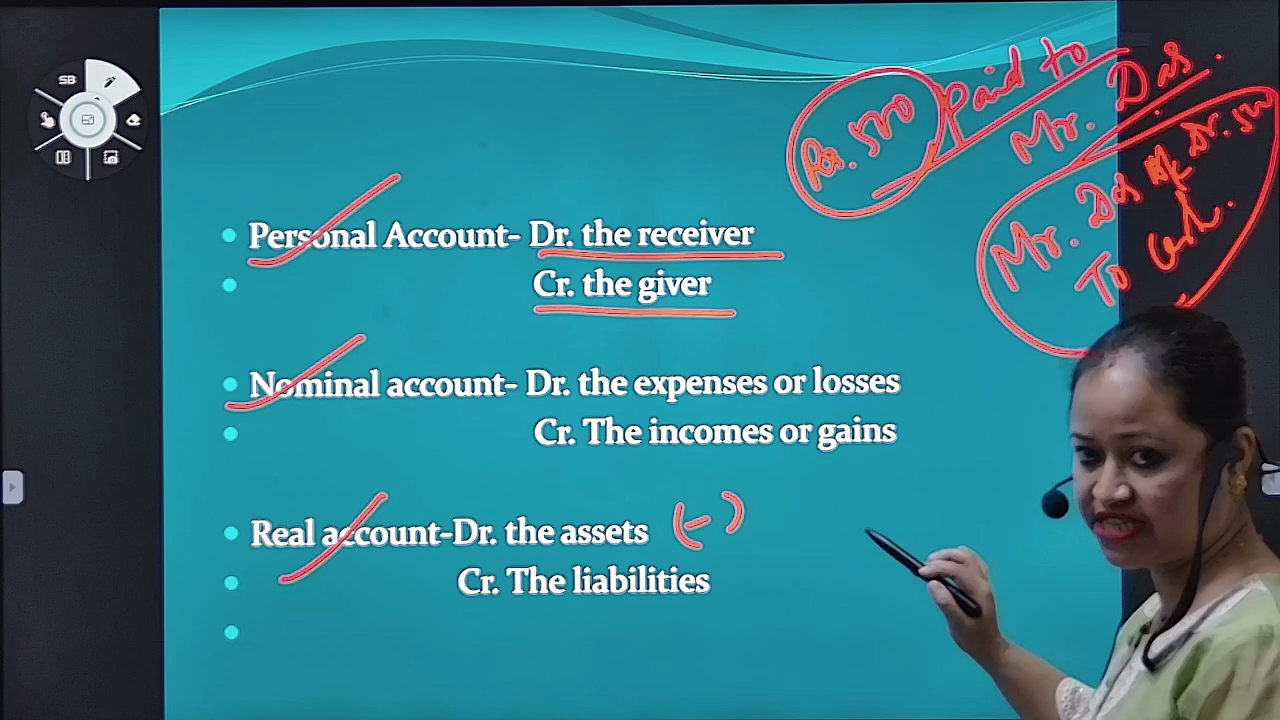 SB
Rs. 500 Paid to
Mr. Das.
Mr. Das A/c Dr. 500
To Cash.
Personal Account- Dr. the receiver
Cr. the giver
Nominal account- Dr. the expenses or losses
Cr. The incomes or gains
Real account-Dr. the assets (-)
Cr. The liabilities